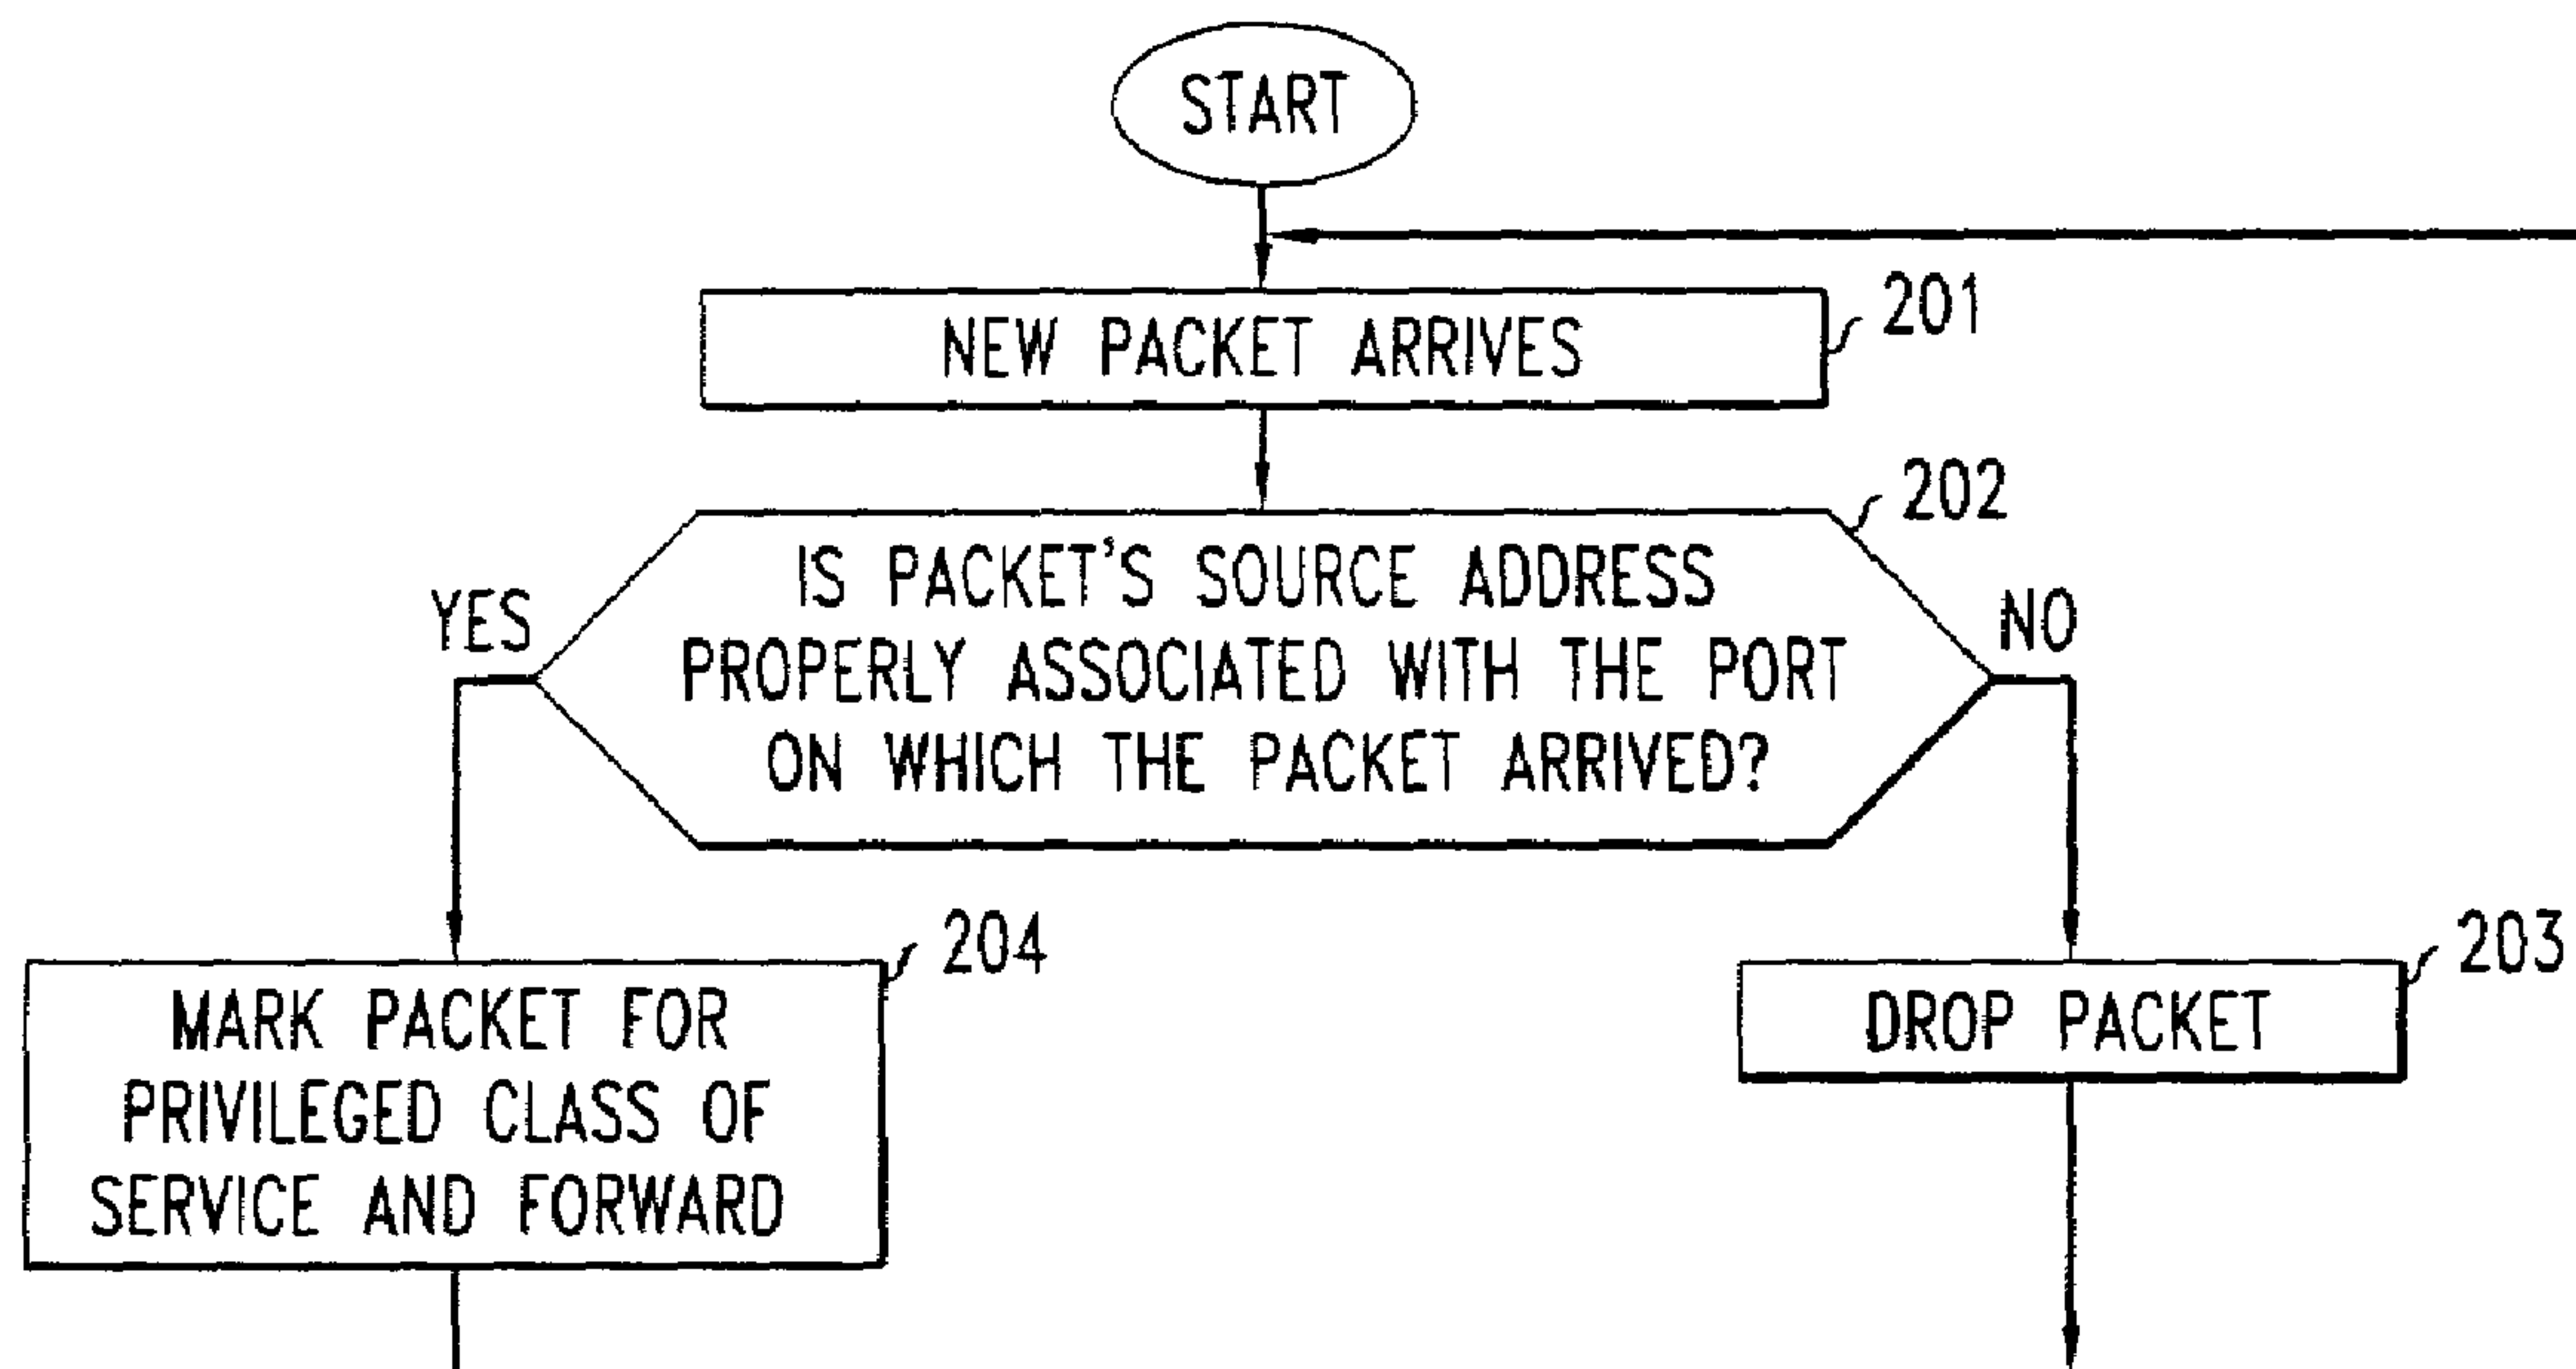 START
NEW PACKET ARRIVES
201
202
IS PACKET'S SOURCE ADDRESS
PROPERLY ASSOCIATED WITH THE PORT
ON WHICH THE PACKET ARRIVED?
YES
NO
204
MARK PACKET FOR
PRIVILEGED CLASS OF
SERVICE AND FORWARD
203
DROP PACKET